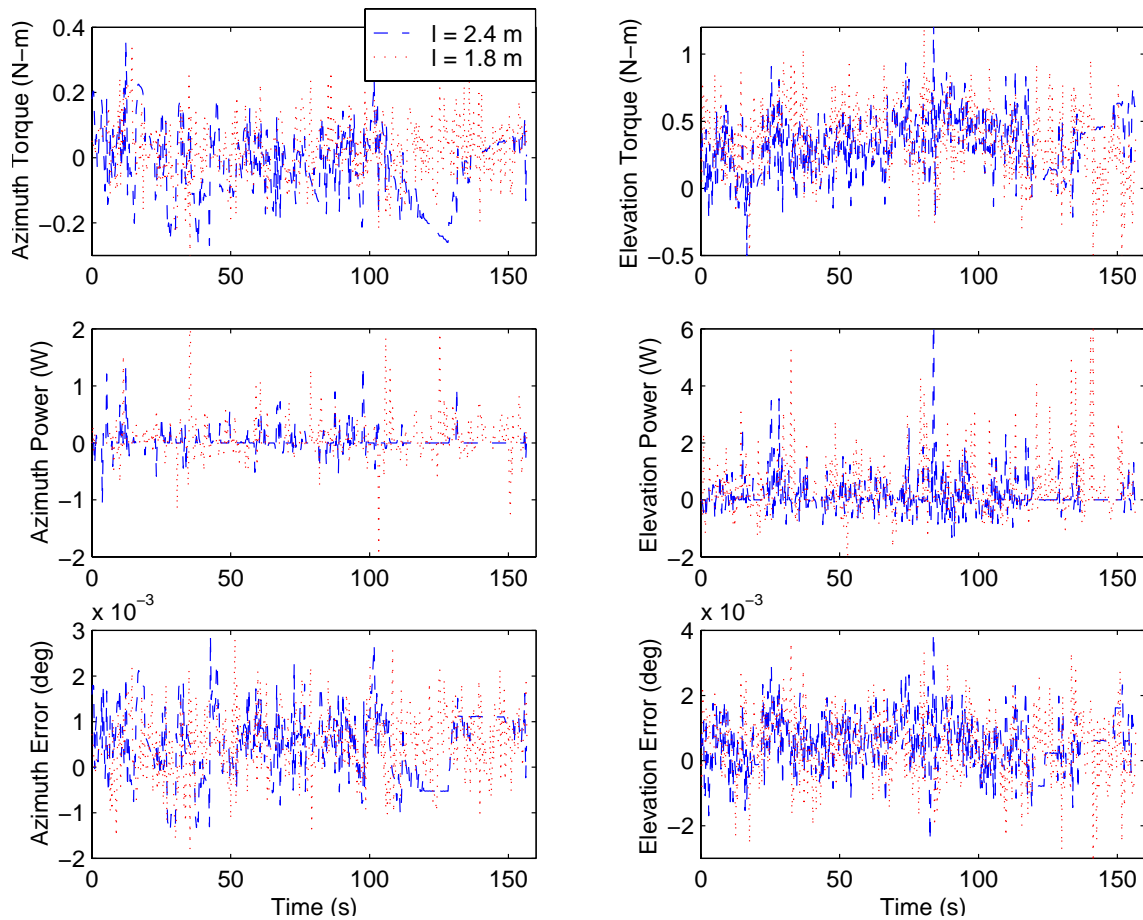 l = 2.4 m
l = 1.8 m
Azimuth Torque (N−m)
0.4
0.2
0
−0.2
0 50 100 150
Elevation Torque (N−m)
1
0.5
0
−0.5
0 50 100 150
Azimuth Power (W)
2
1
0
−1
−2
0 50 100 150
Elevation Power (W)
6
4
2
0
−2
0 50 100 150
x 10⁻³
Azimuth Error (deg)
3
2
1
0
−1
−2
0 50 100 150
Time (s)
x 10⁻³
Elevation Error (deg)
4
2
0
−2
0 50 100 150
Time (s)